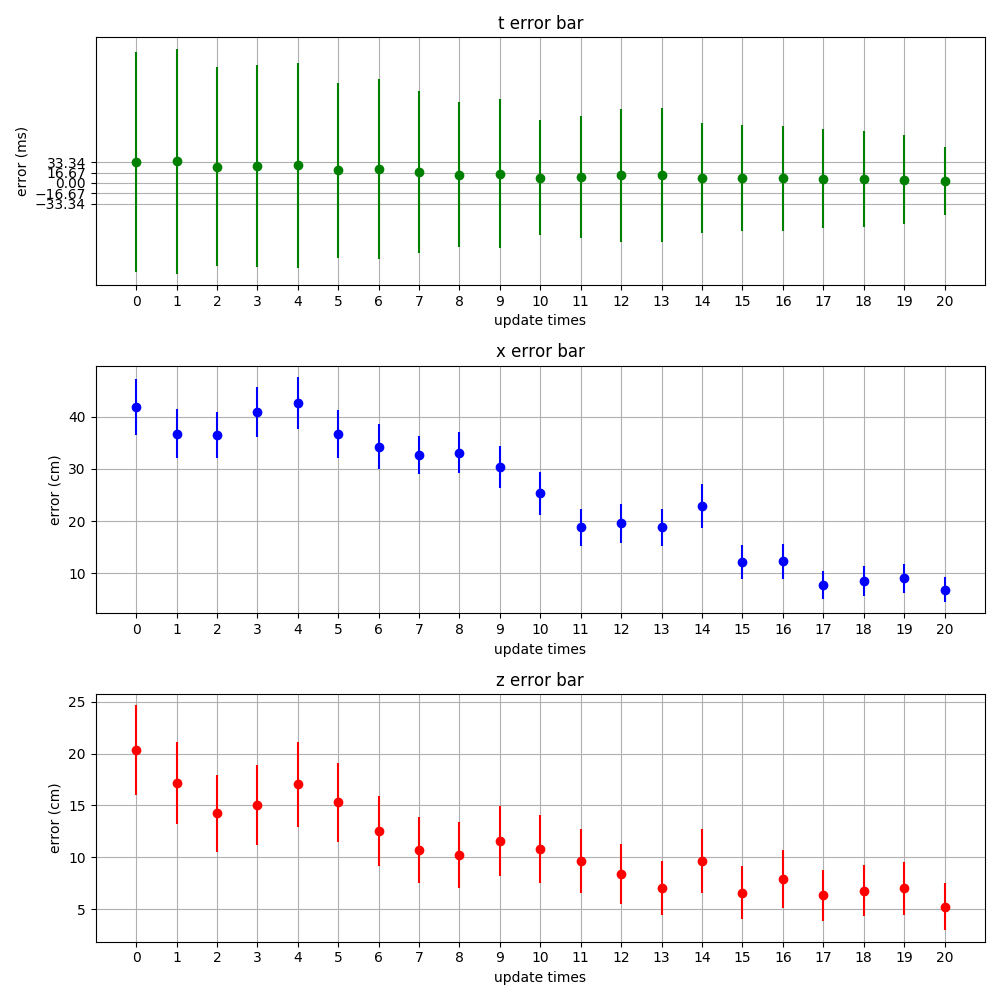 t error bar
error (ms)
33.34
16.67
0.00
−16.67
−33.34
0 1 2 3 4 5 6 7 8 9 10 11 12 13 14 15 16 17 18 19 20
update times
x error bar
error (cm)
40
30
20
10
0 1 2 3 4 5 6 7 8 9 10 11 12 13 14 15 16 17 18 19 20
update times
z error bar
error (cm)
25
20
15
10
5
0 1 2 3 4 5 6 7 8 9 10 11 12 13 14 15 16 17 18 19 20
update times